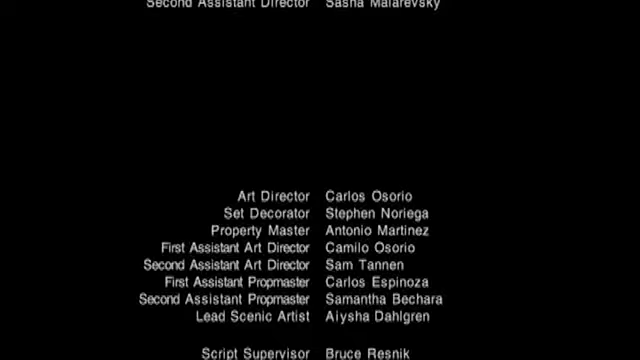 Second Assistant Director Sasha Malarevsky
Art Director Carlos Osorio
Set Decorator Stephen Noriega
Property Master Antonio Martinez
First Assistant Art Director Camilo Osorio
Second Assistant Art Director Sam Tannen
First Assistant Propmaster Carlos Espinoza
Second Assistant Propmaster Samantha Bechara
Lead Scenic Artist Aiysha Dahlgren
Script Supervisor Bruce Resnik